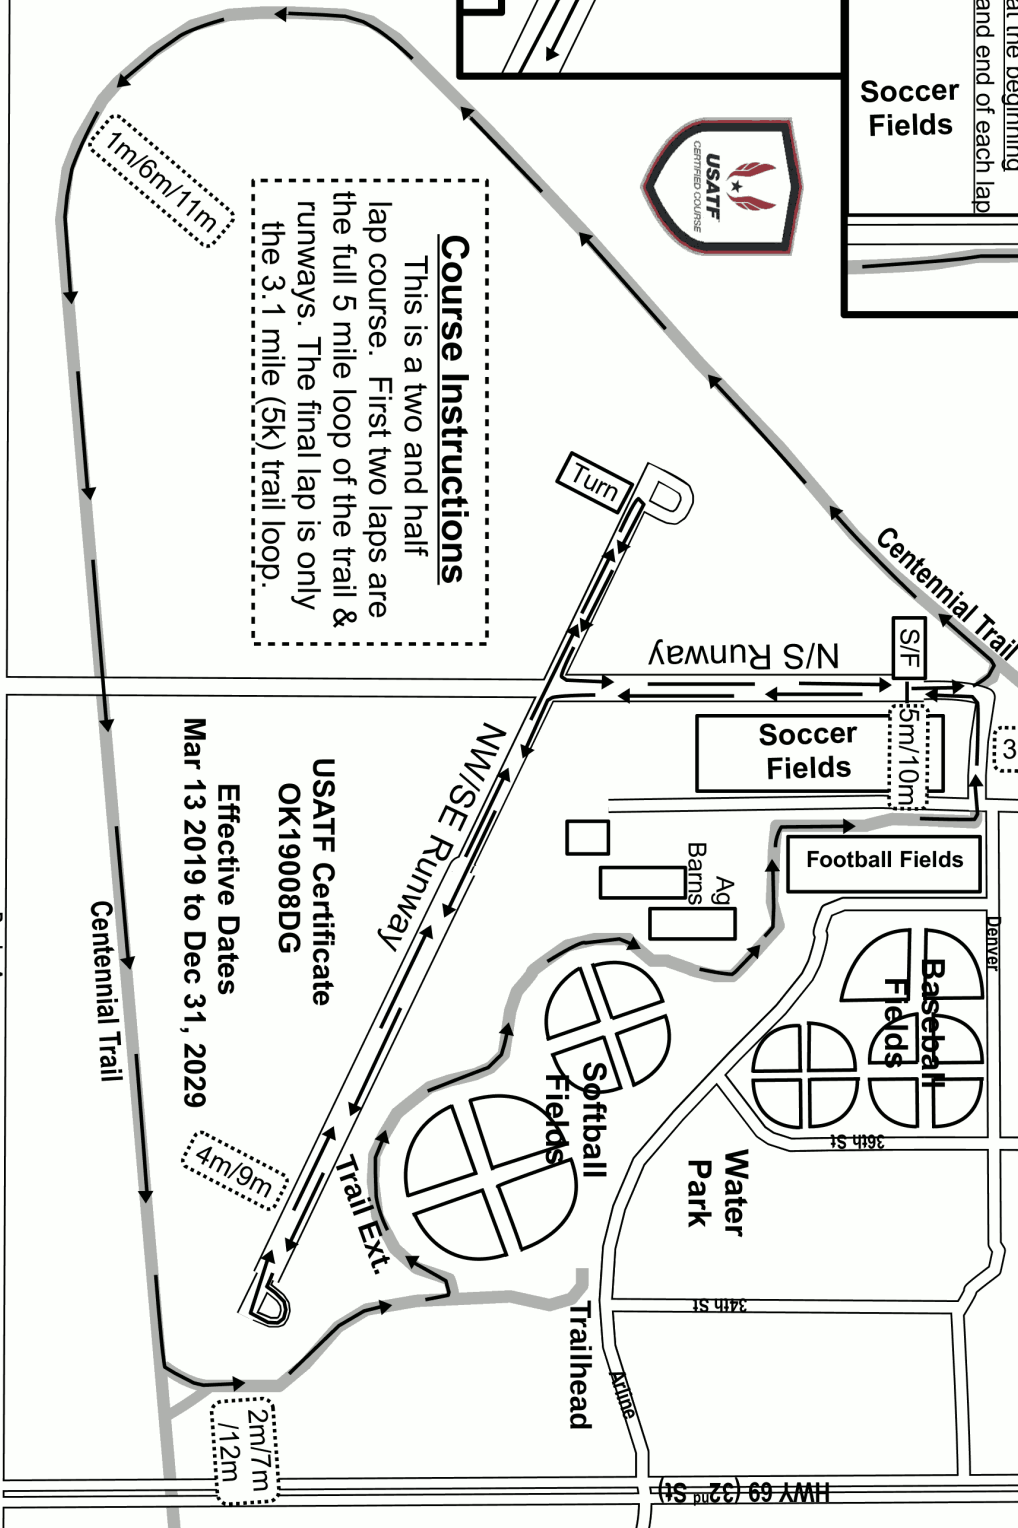 at the beginning
and end of each lap
Soccer
Fields
USATF
CERTIFIED COURSE
Course Instructions
This is a two and half
lap course. First two laps are
the full 5 mile loop of the trail &
runways. The final lap is only
the 3.1 mile (5k) trail loop.
1m/6m/11m
Turn
Centennial Trail
S/F
N/S Runway
5m/10m
3
Soccer
Fields
Football Fields
NW/SE Runway
Ag
Barns
USATF Certificate
OK19008DG
Effective Dates
Mar 13 2019 to Dec 31, 2029
Centennial Trail
Denver
Baseball
Fields
Softball
Fields
36th St
Water
Park
4m/9m
Trail Ext.
34th St
Trailhead
Arline
2m/7m
/12m
HWY 69 (32nd St)